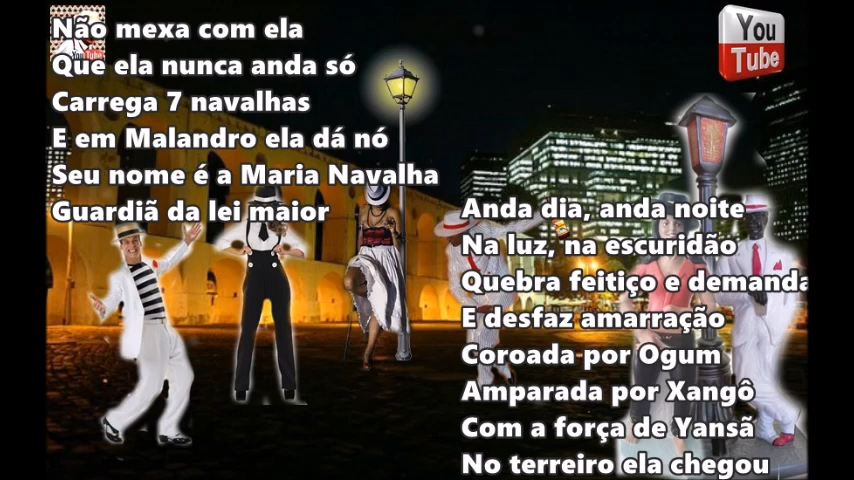 Não mexa com ela
Que ela nunca anda só
Carrega 7 navalhas
E em Malandro ela dá nó
Seu nome é a Maria Navalha
Guardiã da lei maior
You
Tube
Anda dia, anda noite
Na luz, na escuridão
Quebra feitiço e demanda
E desfaz amarração
Coroada por Ogum
Amparada por Xangô
Com a força de Yansã
No terreiro ela chegou